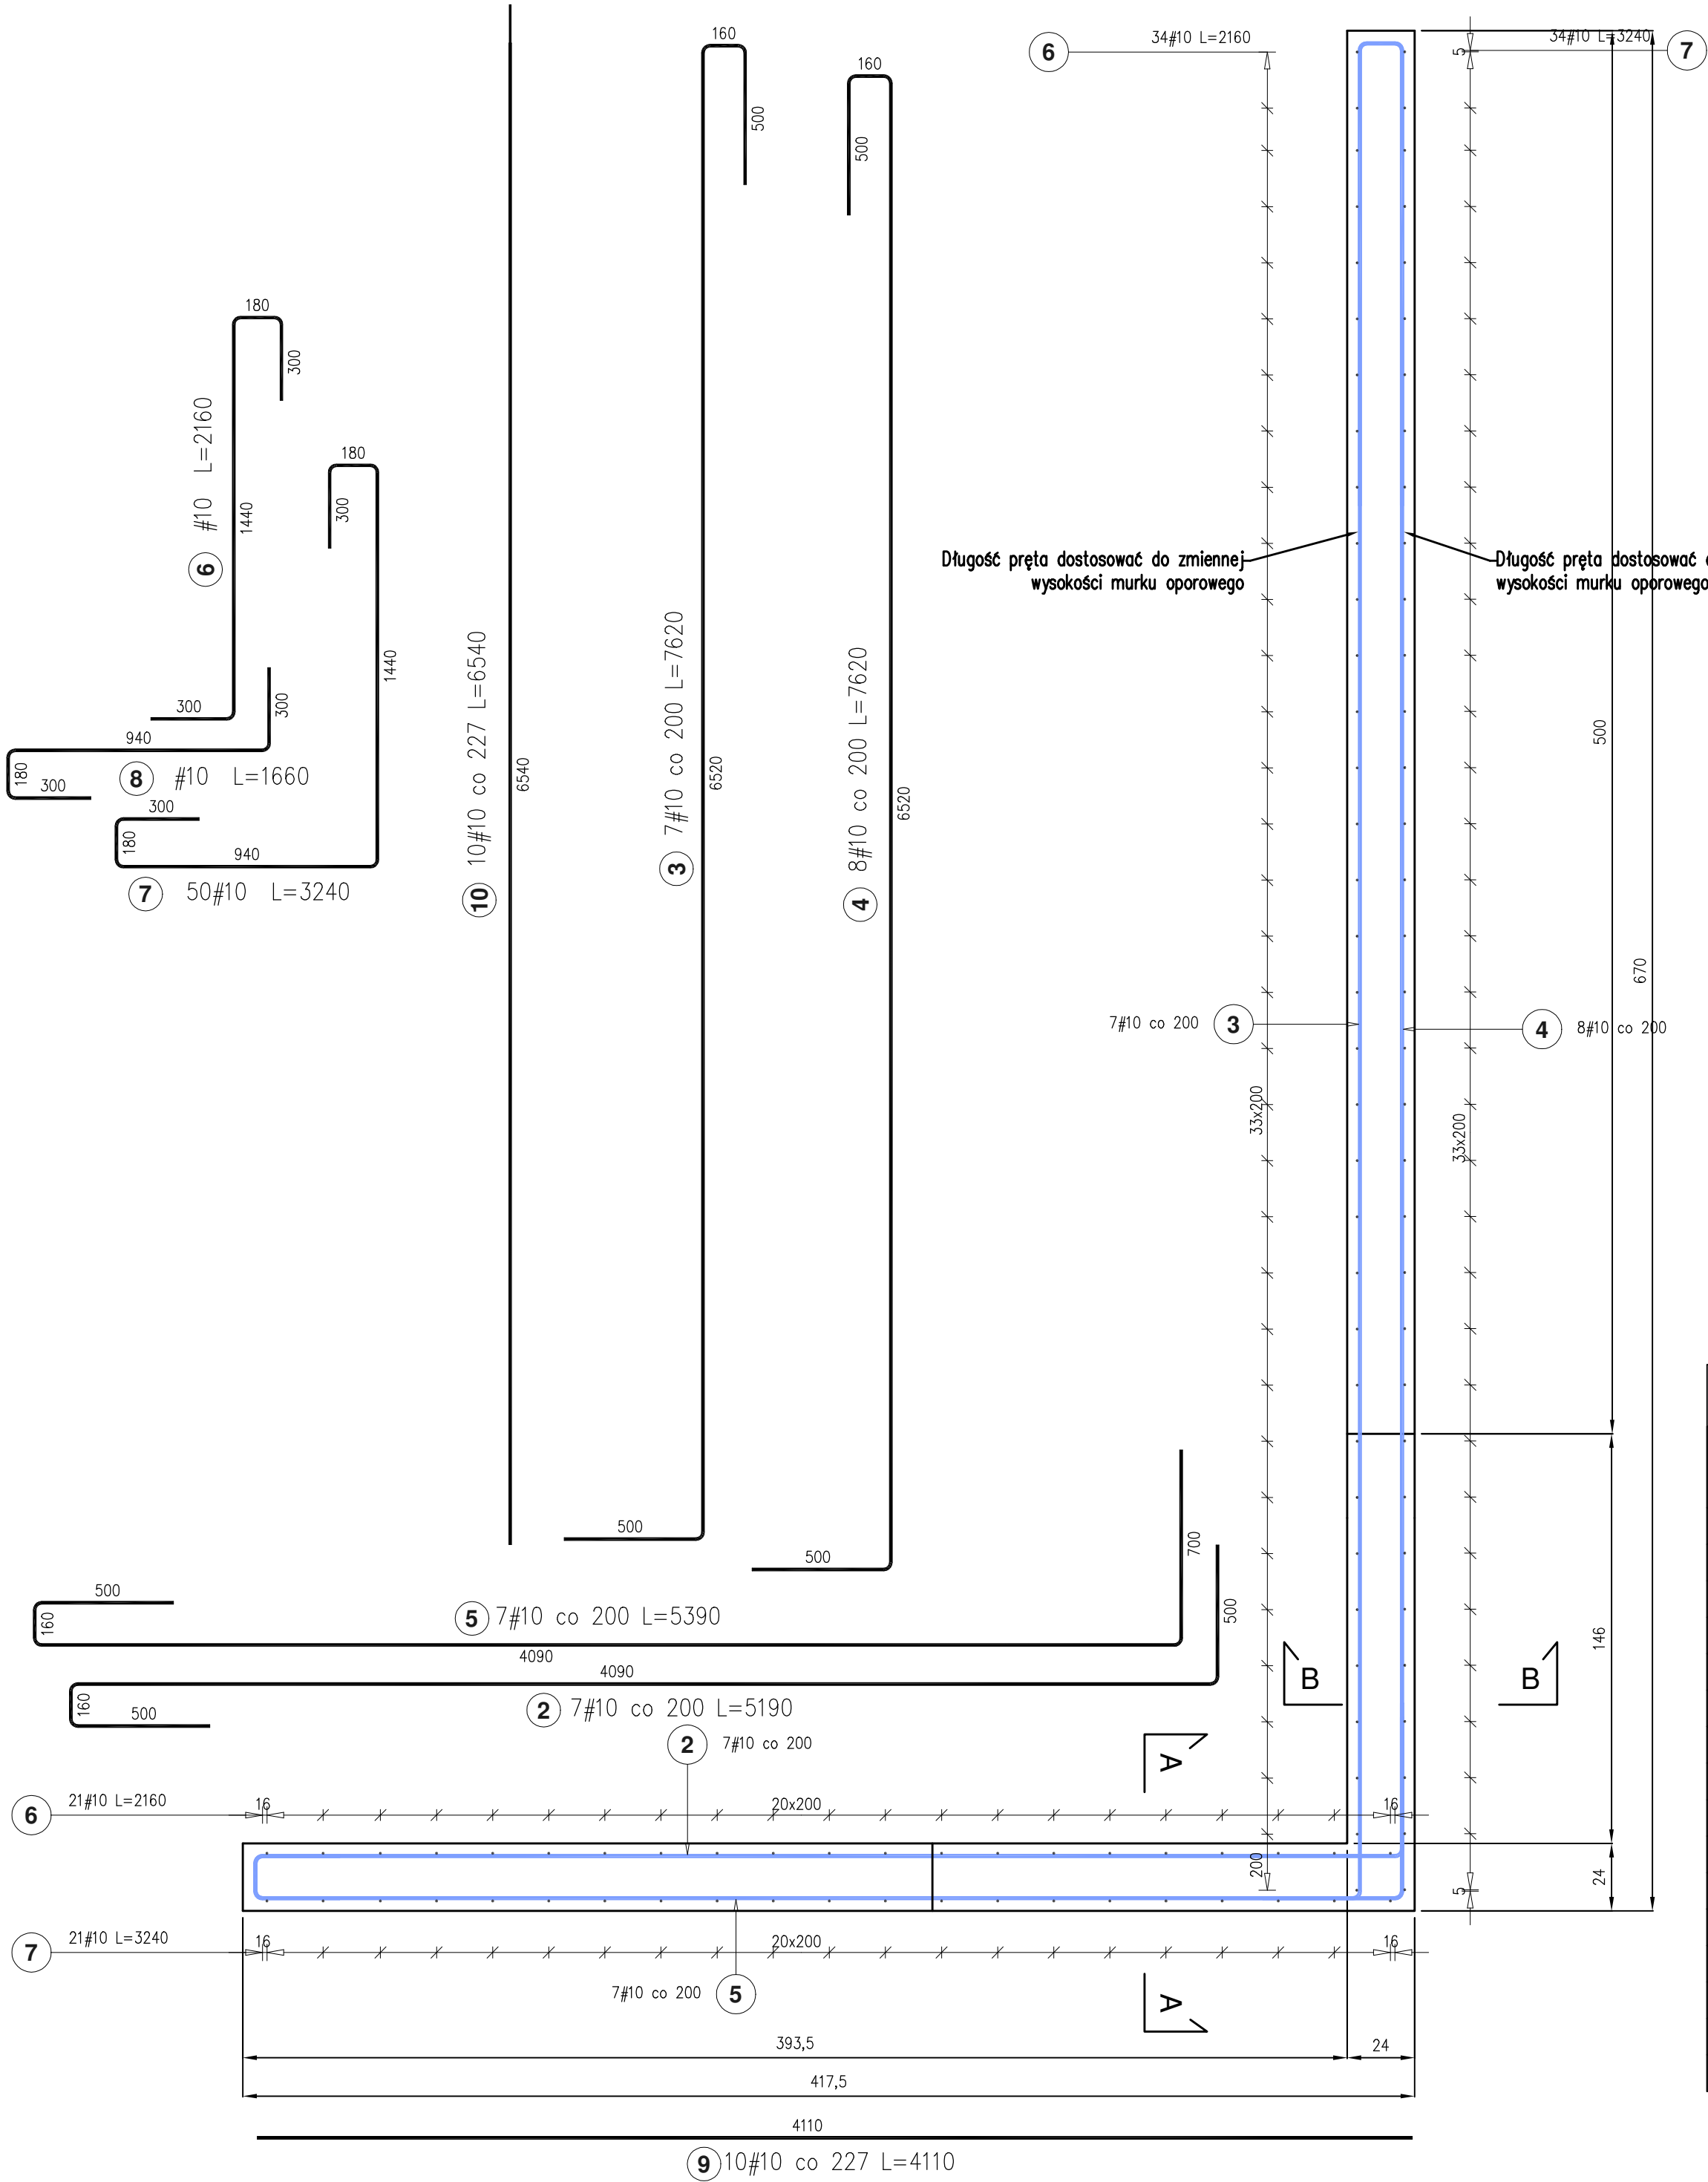 160
500
160
500
6
34#10 L=2160
5
34#10 L=3240
7
180
300
6 #10 L=2160
1440
300
180
300
1440
940
300
180
300
8 #10 L=1660
300
180
940
7 50#10 L=3240
10 10#10 co 227 L=6540
6540
3 7#10 co 200 L=7620
6520
500
4 8#10 co 200 L=7620
6520
500
Długość pręta dostosować do zmiennej
wysokości murku oporowego
Długość pręta dostosować
wysokości murku oporowego
500
670
7#10 co 200 3
4 8#10 co 200
33x200
33x200
500
160
5 7#10 co 200 L=5390
4090
700
4090
500
160
500
2 7#10 co 200 L=5190
2 7#10 co 200
B
B
146
A
6
21#10 L=2160
16
20x200
16
200
5
24
7
21#10 L=3240
16
20x200
16
7#10 co 200 5
A
393,5
24
417,5
4110
9 10#10 co 227 L=4110